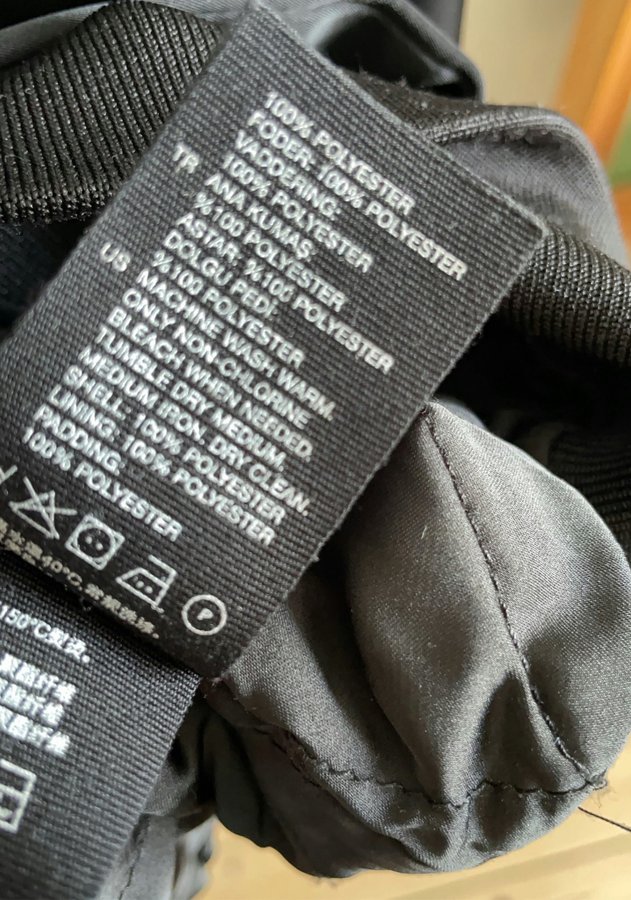 100% POLYESTER
FODER: 100% POLYESTER
VADDERING:
100% POLYESTER
TR ANA KUMAŞ:
%100 POLYESTER
ASTAR: %100 POLYESTER
DOLGU PEDİ:
%100 POLYESTER
US MACHINE WASH WARM.
ONLY NON-CHLORINE
BLEACH WHEN NEEDED.
TUMBLE DRY MEDIUM.
MEDIUM IRON. DRY CLEAN.
SHELL: 100% POLYESTER
LINING: 100% POLYESTER
PADDING:
100% POLYESTER
P
150°C